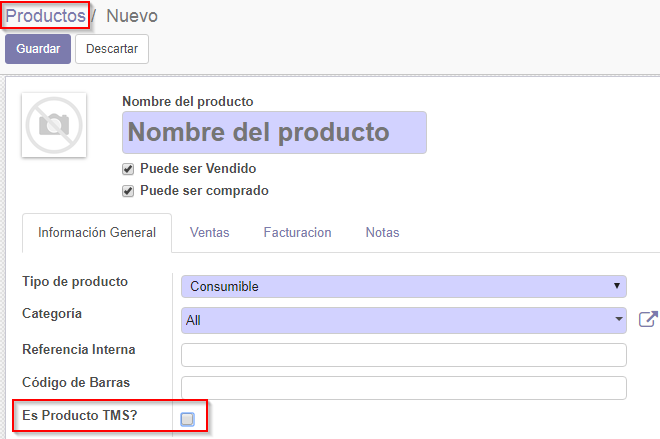 Productos / Nuevo
Guardar Descartar
Nombre del producto
Nombre del producto
Puede ser Vendido
Puede ser comprado
Información General Ventas Facturacion Notas
Tipo de producto Consumible
Categoría All
Referencia Interna
Código de Barras
Es Producto TMS?